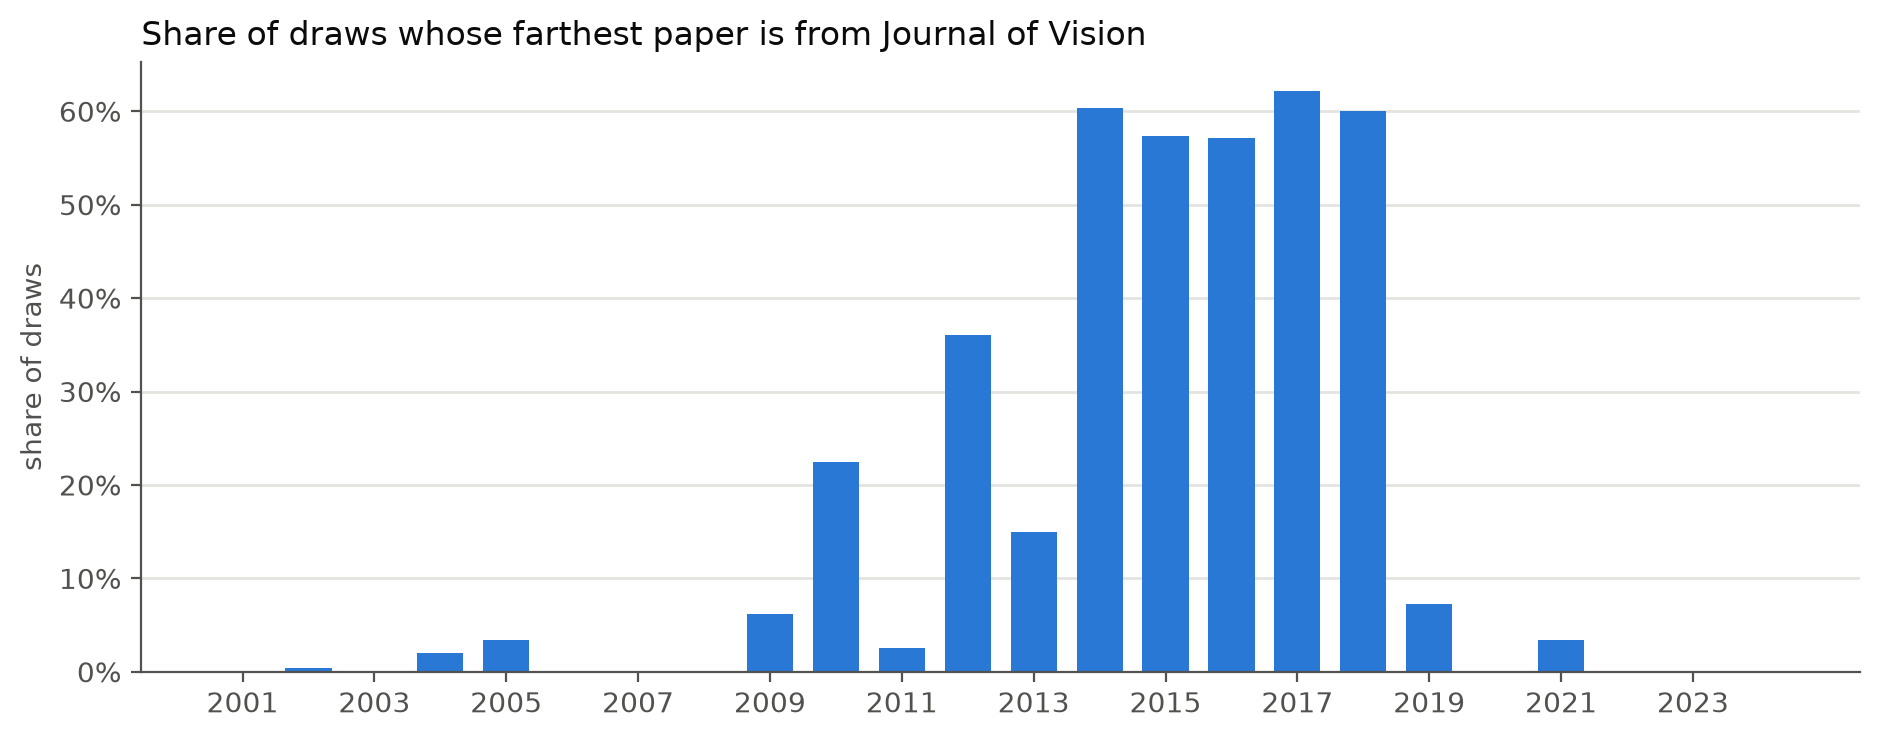 Share of draws whose farthest paper is from Journal of Vision
share of draws
60%
50%
40%
30%
20%
10%
0%
2001 2003 2005 2007 2009 2011 2013 2015 2017 2019 2021 2023